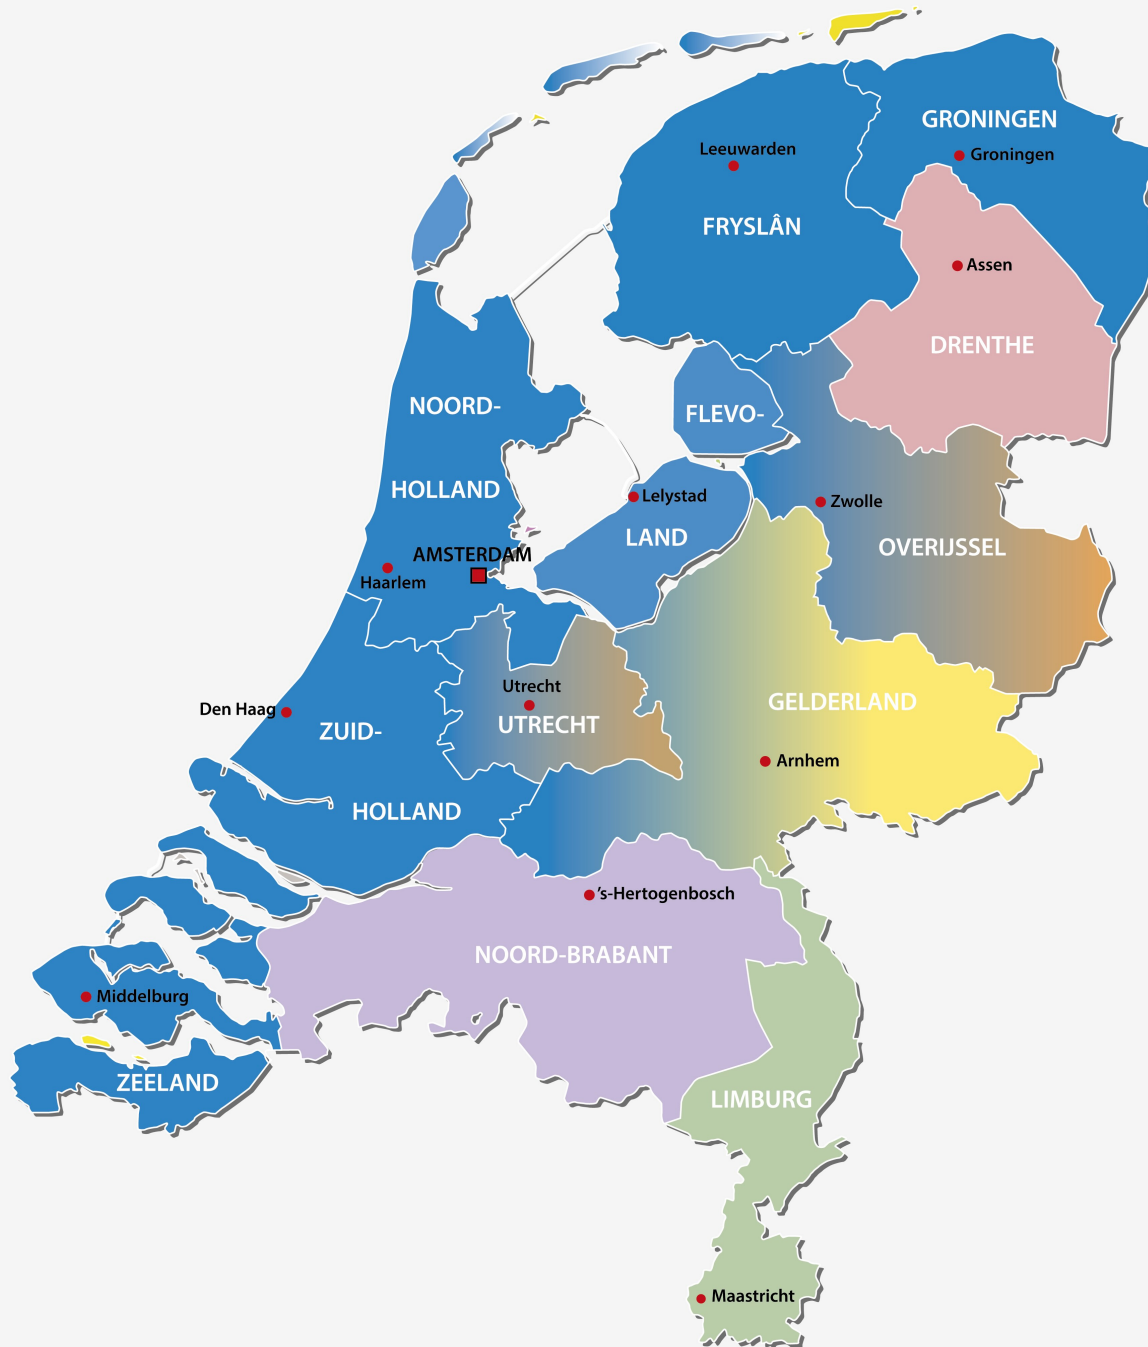 GRONINGEN
Leeuwarden
Groningen
FRYSLÂN
Assen
DRENTHE
NOORD-
FLEVO-
HOLLAND
Lelystad
Zwolle
LAND
OVERIJSSEL
AMSTERDAM
Haarlem
Utrecht
GELDERLAND
Den Haag
ZUID-
UTRECHT
Arnhem
HOLLAND
's-Hertogenbosch
NOORD-BRABANT
Middelburg
ZEELAND
LIMBURG
Maastricht